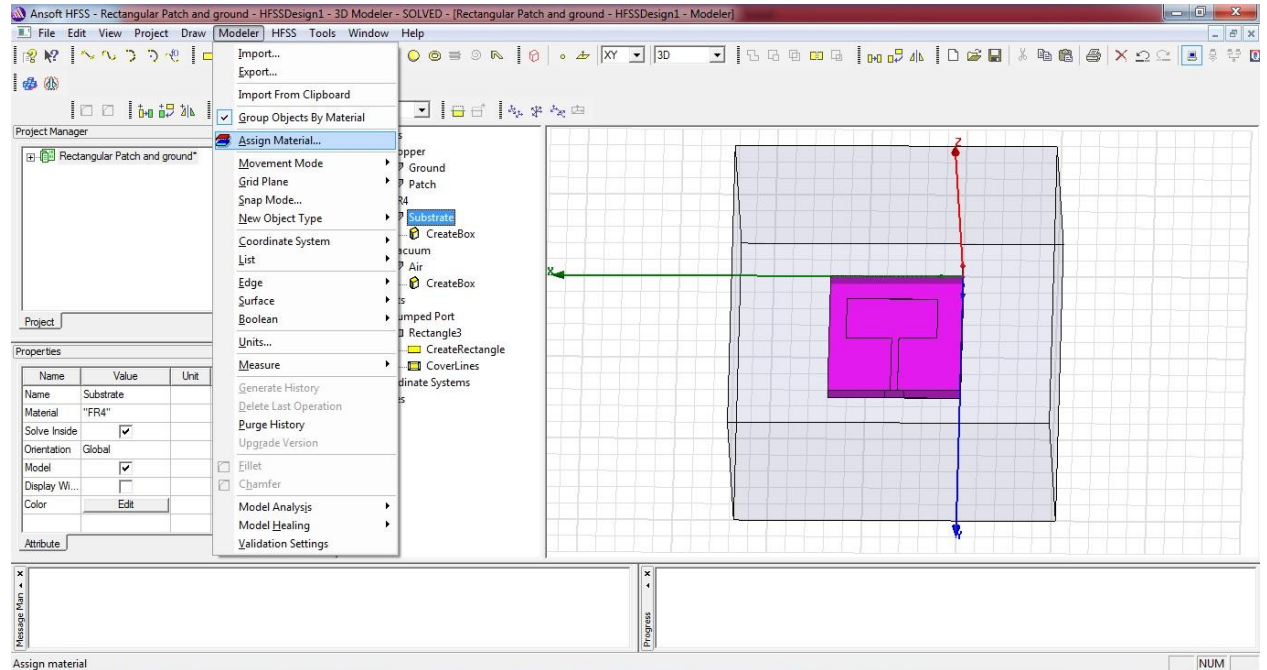 Ansoft HFSS - Rectangular Patch and ground - HFSSDesign1 - 3D Modeler - SOLVED - [Rectangular Patch and ground - HFSSDesign1 - Modeler]
File Edit View Project Draw Modeler HFSS Tools Window Help
XY 3D
Import...
Export...
Import From Clipboard
Group Objects By Material
Assign Material...
Movement Mode
Grid Plane
Snap Mode...
New Object Type
Coordinate System
List
Edge
Surface
Boolean
Units...
Measure
Generate History
Delete Last Operation
Purge History
Upgrade Version
Fillet
Chamfer
Model Analysis
Model Healing
Validation Settings
Project Manager
Rectangular Patch and ground*
Project
Properties
Name Value Unit
Name Substrate
Material "FR4"
Solve Inside
Orientation Global
Model
Display Wi...
Color Edit
Attribute
s
opper
Ground
Patch
R4
Substrate
CreateBox
acuum
Air
CreateBox
ts
umped Port
Rectangle3
CreateRectangle
CoverLines
dinate Systems
es
Z
X
Y
Message Man
Progress
Assign material
NUM